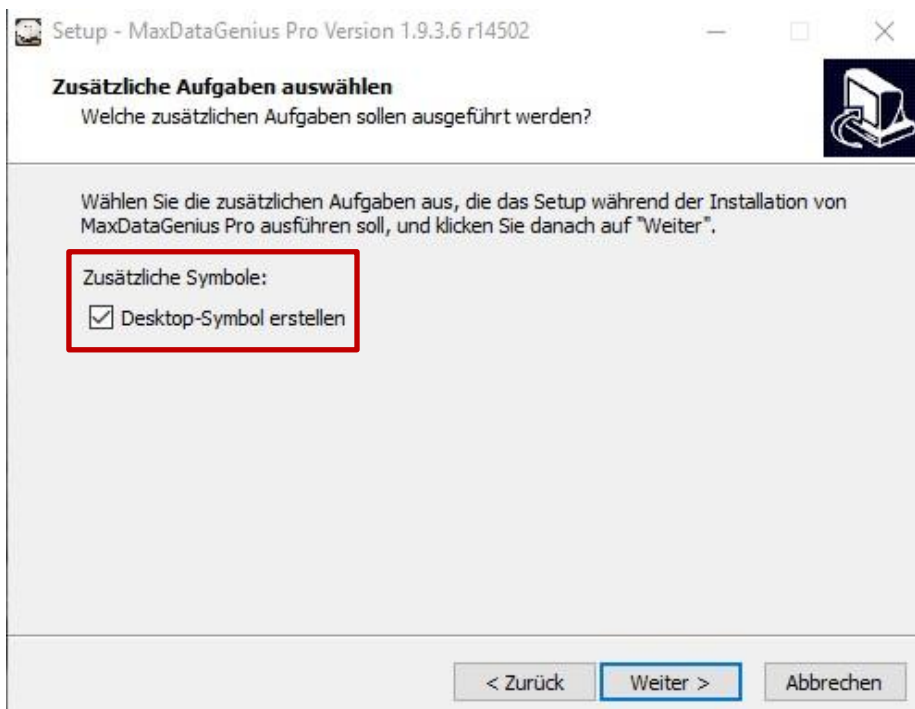 Setup - MaxDataGenius Pro Version 1.9.3.6 r14502
Zusätzliche Aufgaben auswählen
Welche zusätzlichen Aufgaben sollen ausgeführt werden?
Wählen Sie die zusätzlichen Aufgaben aus, die das Setup während der Installation von
MaxDataGenius Pro ausführen soll, und klicken Sie danach auf "Weiter".
Zusätzliche Symbole:
Desktop-Symbol erstellen
< Zurück
Weiter >
Abbrechen